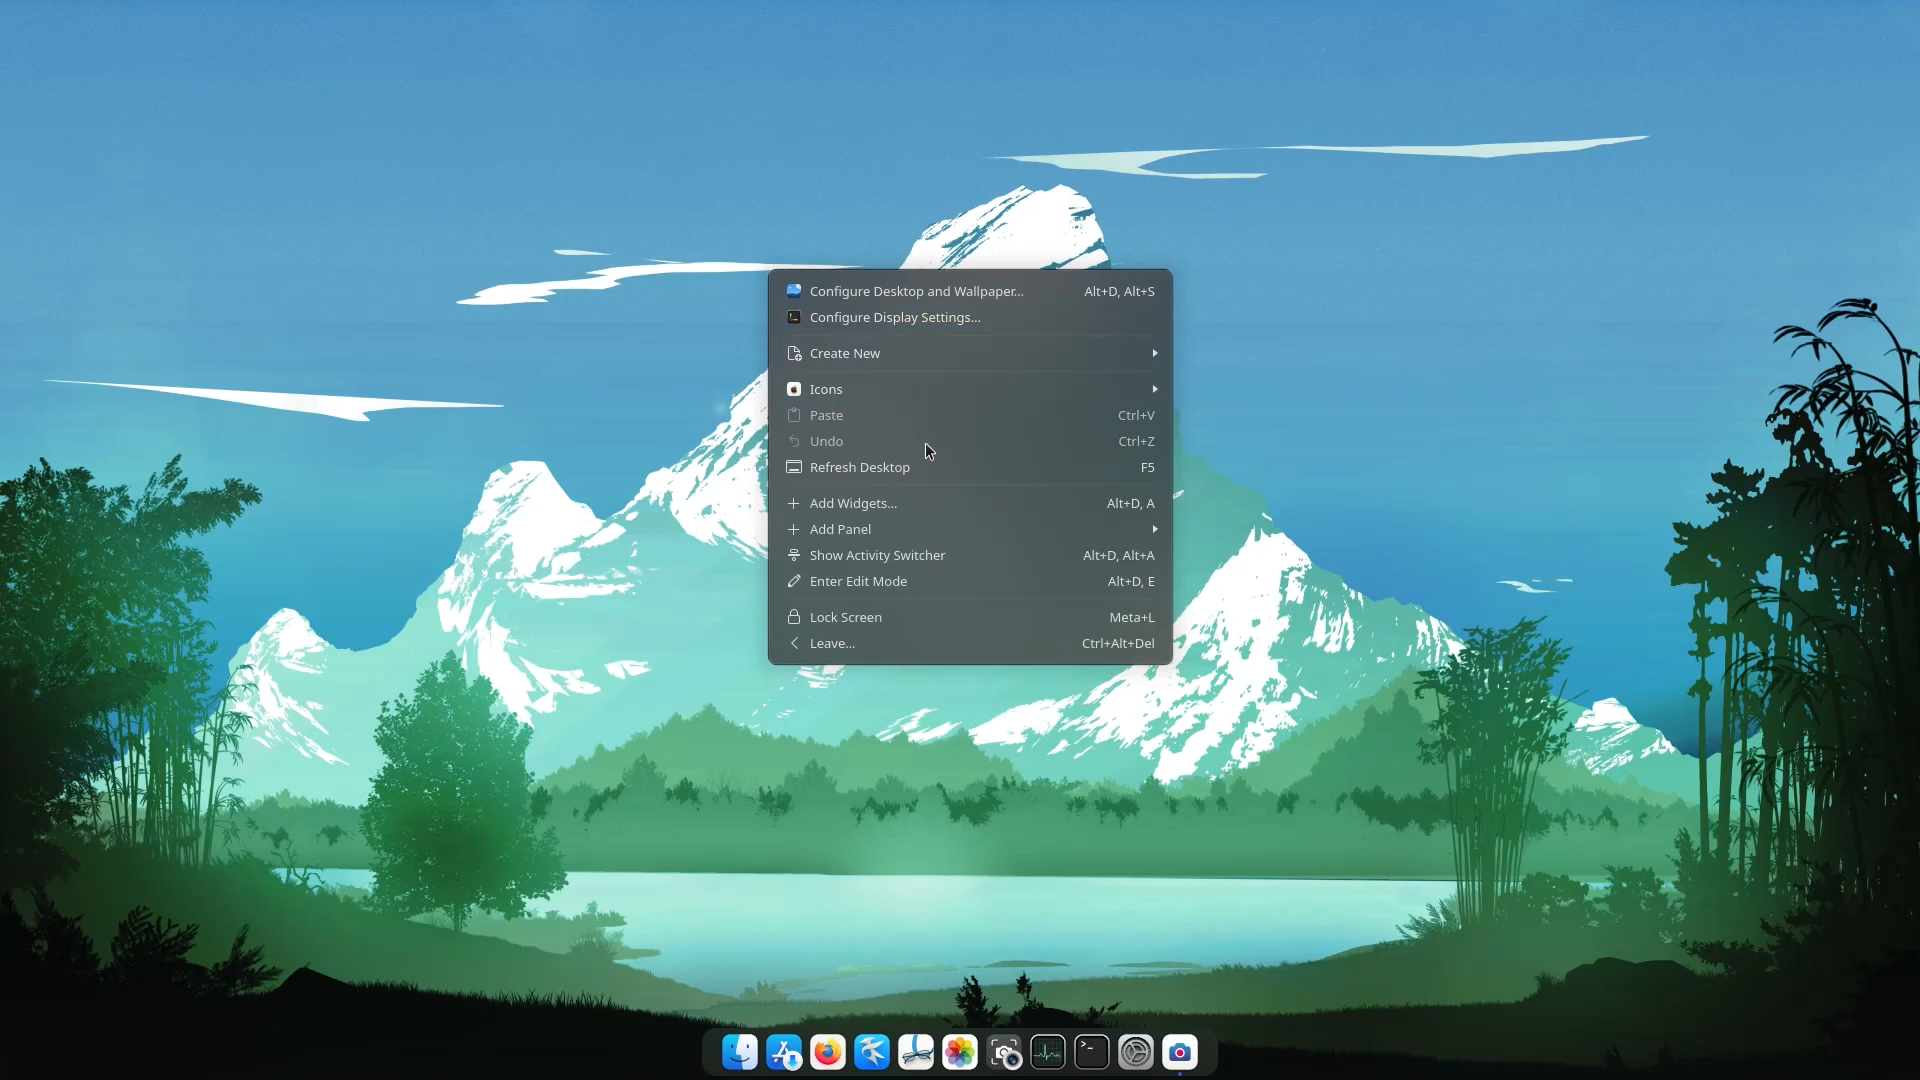 Configure Desktop and Wallpaper... Alt+D, Alt+S
Configure Display Settings...
Create New
Icons
Paste Ctrl+V
Undo Ctrl+Z
Refresh Desktop F5
Add Widgets... Alt+D, A
Add Panel
Show Activity Switcher Alt+D, Alt+A
Enter Edit Mode Alt+D, E
Lock Screen Meta+L
Leave... Ctrl+Alt+Del